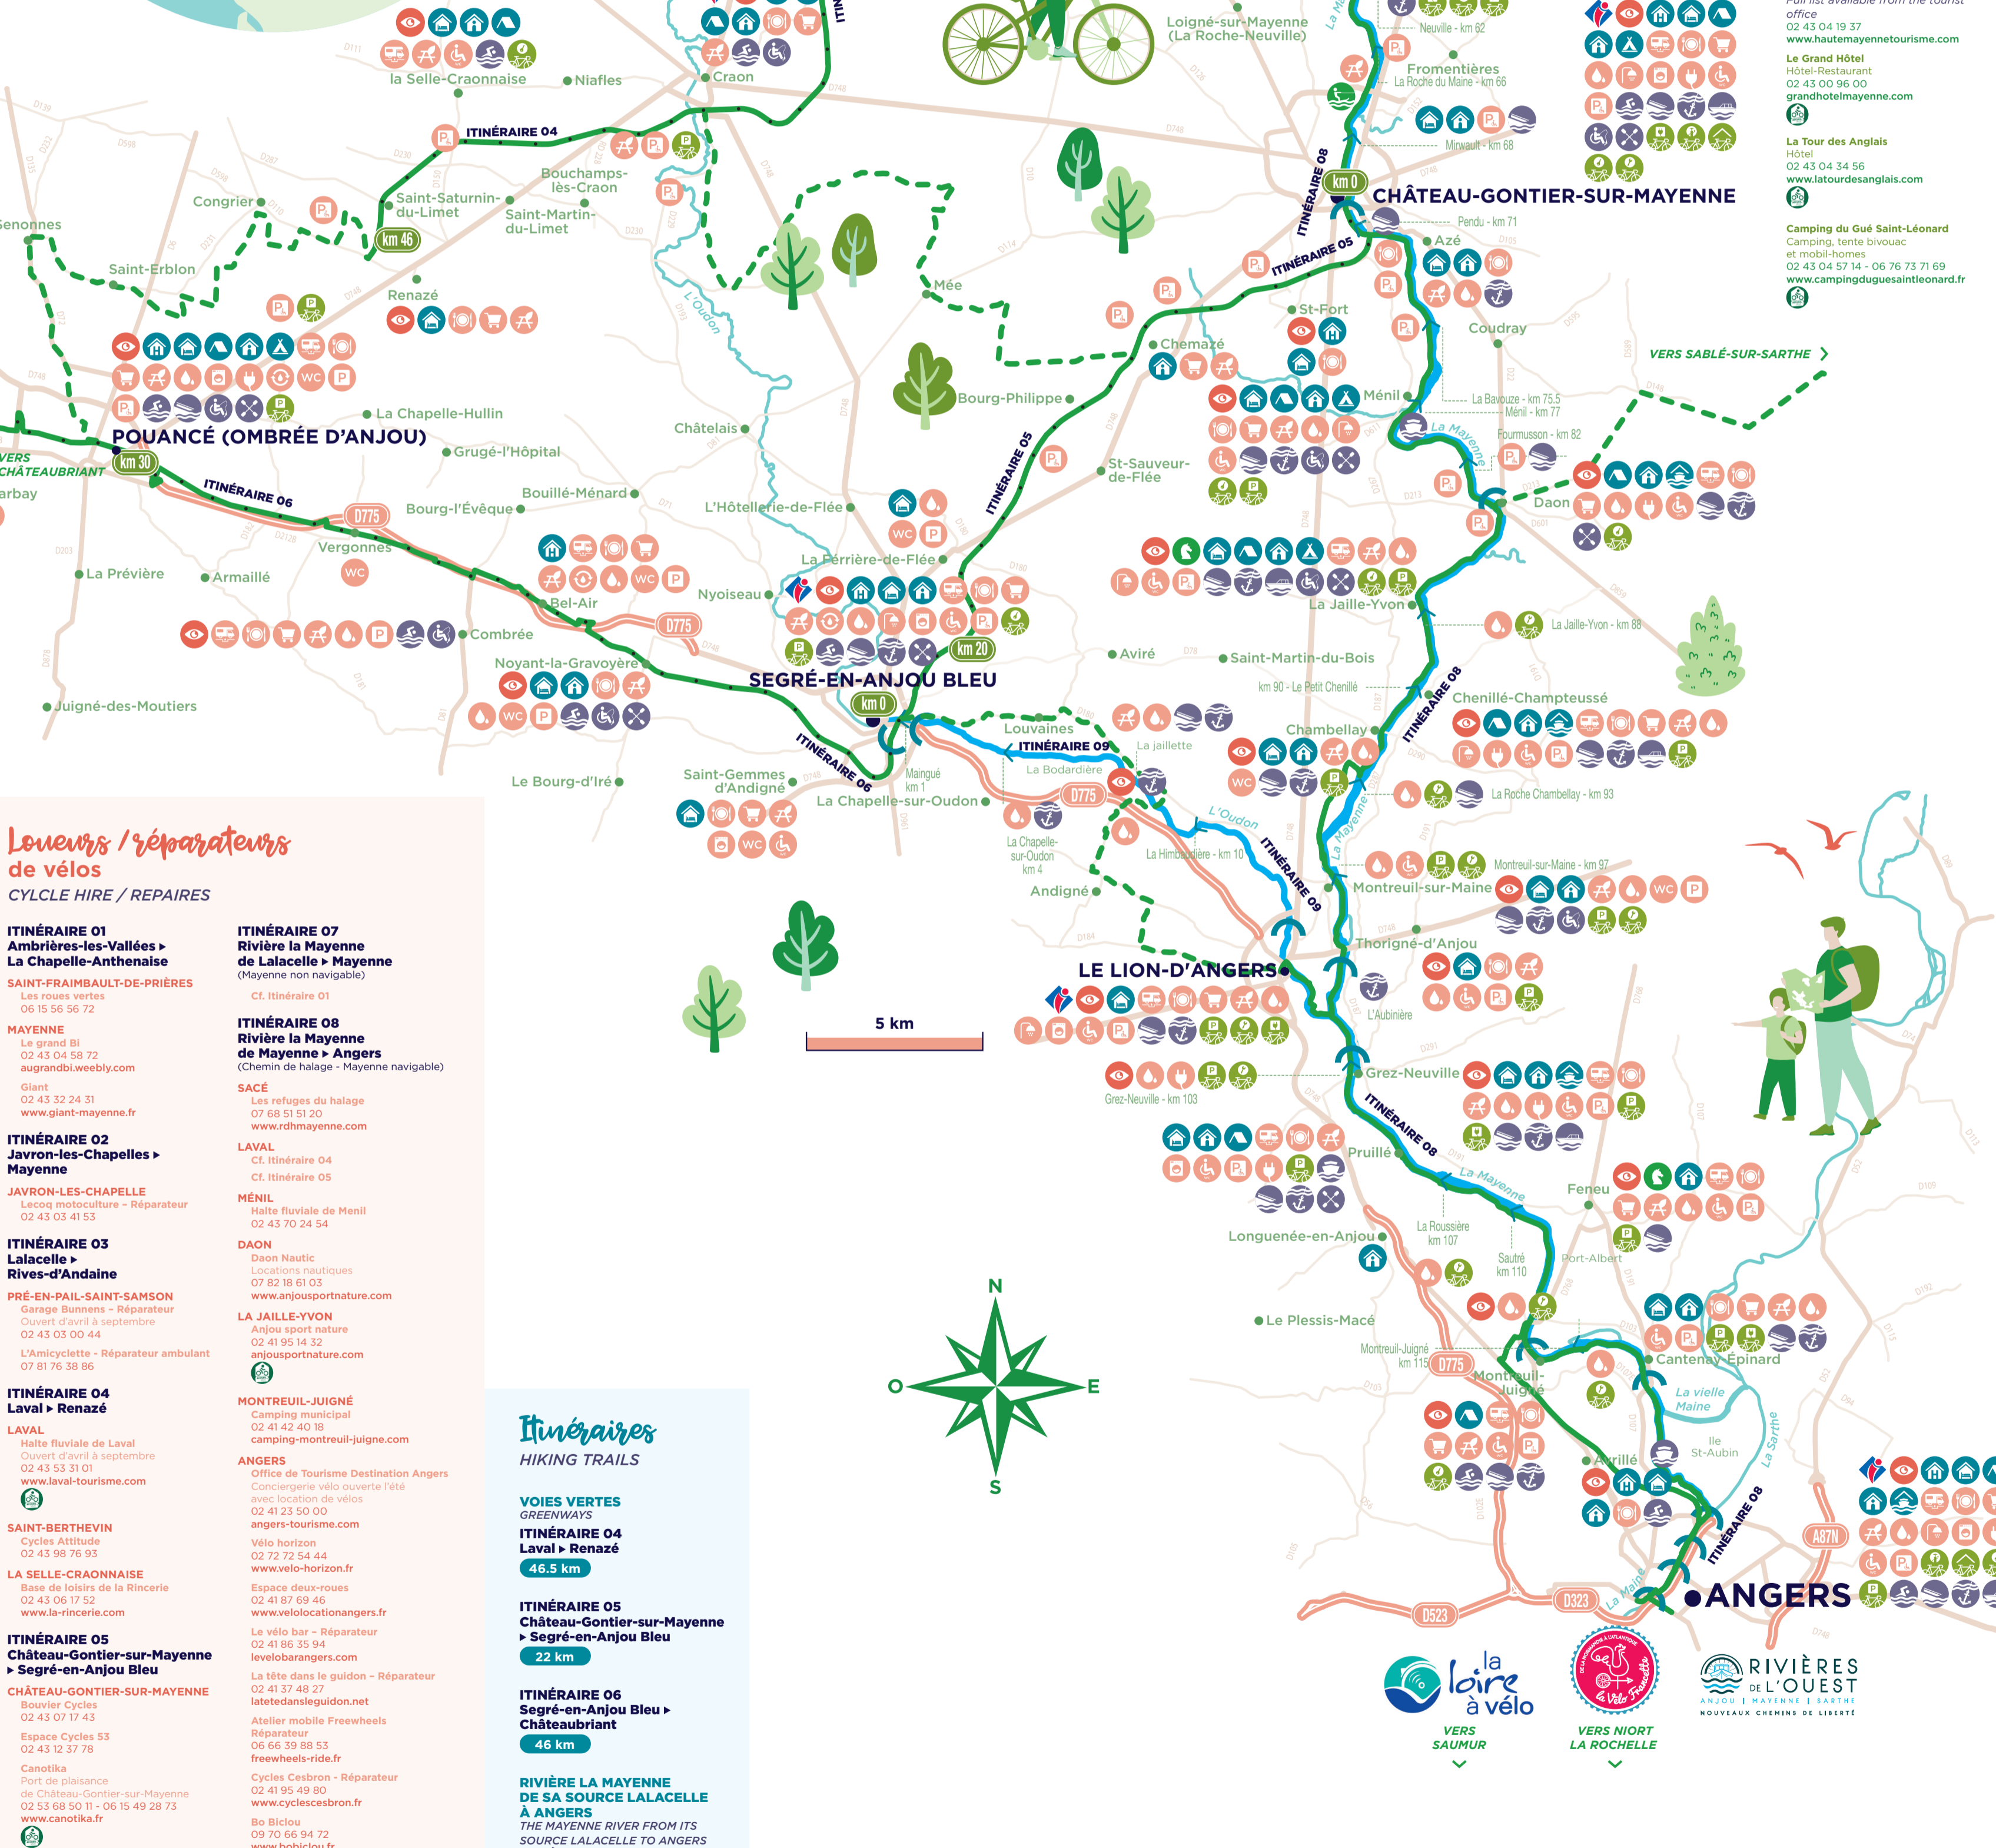 Full list available from the tourist
office
02 43 04 19 37
www.hautemayennetourisme.com
Le Grand Hôtel
Hôtel-Restaurant
02 43 00 96 00
grandhotelmayenne.com
La Tour des Anglais
Hôtel
02 43 04 34 56
www.latourdesanglais.com
Camping du Gué Saint-Léonard
Camping, tente bivouac
et mobil-homes
02 43 04 57 14 - 06 76 73 71 69
www.campingduguesaintleonard.fr
Loigné-sur-Mayenne
(La Roche-Neuville)
Neuville - km 62
Fromentières
La Roche du Maine - km 66
Mirwault - km 68
la Selle-Craonnaise
Niafles
Craon
ITINÉRAIRE 04
Bouchamps-
lès-Craon
Congrier
Saint-Saturnin-
du-Limet
Saint-Martin-
du-Limet
km 46
Saint-Erblon
Renazé
Mée
L'Oudon
km 0
CHÂTEAU-GONTIER-SUR-MAYENNE
ITINÉRAIRE 08
ITINÉRAIRE 05
Pendu - km 71
Azé
St-Fort
Coudray
Chemazé
VERS SABLÉ-SUR-SARTHE
Bourg-Philippe
Ménil
La Bavouze - km 75.5
Ménil - km 77
La Mayenne
Fourmusson - km 82
Daon
La Chapelle-Hullin
Châtelais
POUANCÉ (OMBRÉE D'ANJOU)
km 30
VERS
CHÂTEAUBRIANT
Grugé-l'Hôpital
ITINÉRAIRE 05
St-Sauveur-
de-Flée
ITINÉRAIRE 06
Bouillé-Ménard
Bourg-l'Évêque
L'Hôtellerie-de-Flée
D775
Vergonnes
WC
WC P
La Férrière-de-Flée
La Prévière
Armaillé
Nyoiseau
Bel-Air
La Jaille-Yvon
La Jaille-Yvon - km 88
D775
Combrée
Noyant-la-Gravoyère
km 20
SEGRÉ-EN-ANJOU BLEU
km 0
Aviré
Saint-Martin-du-Bois
km 90 - Le Petit Chenillé
ITINÉRAIRE 08
Chenillé-Champteussé
Juigné-des-Moutiers
Louvaines
ITINÉRAIRE 09
La jaillette
Chambellay
La Bodardière
ITINÉRAIRE 06
Maingué
km 1
Le Bourg-d'Iré
Saint-Gemmes
d'Andigné
La Chapelle-sur-Oudon
D775
La Roche Chambellay - km 93
L'Oudon
La Mayenne
La Chapelle-
sur-Oudon
km 4
La Himbaudière - km 10
ITINÉRAIRE 09
Montreuil-sur-Maine - km 97
Andigné
Montreuil-sur-Maine
Thorigné-d'Anjou
LE LION-D'ANGERS
L'Aubinière
5 km
Grez-Neuville
Grez-Neuville - km 103
ITINÉRAIRE 08
Pruillé
La Mayenne
Feneu
La Roussière
km 107
Longuenée-en-Anjou
Sautré
km 110
Port-Albert
Le Plessis-Macé
Montreuil-Juigné
km 115
D775
Montreuil-
Juigné
Cantenay-Épinard
La vielle
Maine
Ile
St-Aubin
La Sarthe
Avrillé
ITINÉRAIRE 08
A87N
La Maine
ANGERS
D523
D323
N
O
E
S
la
loire
à vélo
VERS
SAUMUR
la Vélo Francette
VERS NIORT
LA ROCHELLE
RIVIÈRES
DE L'OUEST
ANJOU | MAYENNE | SARTHE
NOUVEAUX CHEMINS DE LIBERTÉ
Loueurs / réparateurs
de vélos
CYLCLE HIRE / REPAIRES
ITINÉRAIRE 01
Ambrières-les-Vallées ▸
La Chapelle-Anthenaise
SAINT-FRAIMBAULT-DE-PRIÈRES
Les roues vertes
06 15 56 56 72
MAYENNE
Le grand Bi
02 43 04 58 72
augrandbi.weebly.com
Giant
02 43 32 24 31
www.giant-mayenne.fr
ITINÉRAIRE 02
Javron-les-Chapelles ▸
Mayenne
JAVRON-LES-CHAPELLE
Lecoq motoculture – Réparateur
02 43 03 41 53
ITINÉRAIRE 03
Lalacelle ▸
Rives-d'Andaine
PRÉ-EN-PAIL-SAINT-SAMSON
Garage Bunnens – Réparateur
Ouvert d'avril à septembre
02 43 03 00 44
L'Amicyclette - Réparateur ambulant
07 81 76 38 86
ITINÉRAIRE 04
Laval ▸ Renazé
LAVAL
Halte fluviale de Laval
Ouvert d'avril à septembre
02 43 53 31 01
www.laval-tourisme.com
SAINT-BERTHEVIN
Cycles Attitude
02 43 98 76 93
LA SELLE-CRAONNAISE
Base de loisirs de la Rincerie
02 43 06 17 52
www.la-rincerie.com
ITINÉRAIRE 05
Château-Gontier-sur-Mayenne
▸ Segré-en-Anjou Bleu
CHÂTEAU-GONTIER-SUR-MAYENNE
Bouvier Cycles
02 43 07 17 43
Espace Cycles 53
02 43 12 37 78
Canotika
Port de plaisance
de Château-Gontier-sur-Mayenne
02 53 68 50 11 - 06 15 49 28 73
www.canotika.fr
ITINÉRAIRE 07
Rivière la Mayenne
de Lalacelle ▸ Mayenne
(Mayenne non navigable)
Cf. Itinéraire 01
ITINÉRAIRE 08
Rivière la Mayenne
de Mayenne ▸ Angers
(Chemin de halage - Mayenne navigable)
SACÉ
Les refuges du halage
07 68 51 51 20
www.rdhmayenne.com
LAVAL
Cf. Itinéraire 04
Cf. Itinéraire 05
MÉNIL
Halte fluviale de Menil
02 43 70 24 54
DAON
Daon Nautic
Locations nautiques
07 82 18 61 03
www.anjousportnature.com
LA JAILLE-YVON
Anjou sport nature
02 41 95 14 32
anjousportnature.com
MONTREUIL-JUIGNÉ
Camping municipal
02 41 42 40 18
camping-montreuil-juigne.com
ANGERS
Office de Tourisme Destination Angers
Conciergerie vélo ouverte l'été
avec location de vélos
02 41 23 50 00
angers-tourisme.com
Vélo horizon
02 72 72 54 44
www.velo-horizon.fr
Espace deux-roues
02 41 87 69 46
www.velolocationangers.fr
Le vélo bar – Réparateur
02 41 86 35 94
levelobarangers.com
La tête dans le guidon – Réparateur
02 41 37 48 27
latetedansleguidon.net
Atelier mobile Freewheels
Réparateur
06 66 39 88 53
freewheels-ride.fr
Cycles Cesbron - Réparateur
02 41 95 49 80
www.cyclescesbron.fr
Bo Biclou
09 70 66 94 72
www.bobiclou.fr
Itinéraires
HIKING TRAILS
VOIES VERTES
GREENWAYS
ITINÉRAIRE 04
Laval ▸ Renazé
46.5 km
ITINÉRAIRE 05
Château-Gontier-sur-Mayenne
▸ Segré-en-Anjou Bleu
22 km
ITINÉRAIRE 06
Segré-en-Anjou Bleu ▸
Châteaubriant
46 km
RIVIÈRE LA MAYENNE
DE SA SOURCE LALACELLE
À ANGERS
THE MAYENNE RIVER FROM ITS
SOURCE LALACELLE TO ANGERS